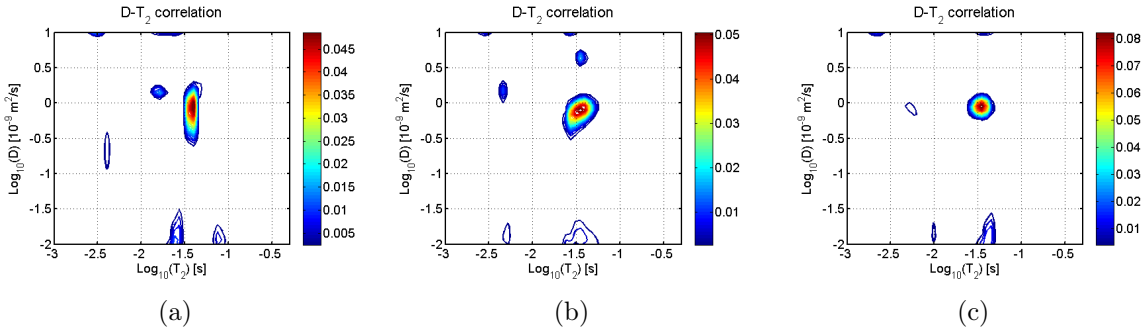 D-T2 correlation
Log10(D) [10-9 m2/s]
1
0.5
0
-0.5
-1
-1.5
-2
-3 -2.5 -2 -1.5 -1 -0.5
Log10(T2) [s]
0.045
0.04
0.035
0.03
0.025
0.02
0.015
0.01
0.005
(a)
D-T2 correlation
Log10(D) [10-9 m2/s]
1
0.5
0
-0.5
-1
-1.5
-2
-3 -2.5 -2 -1.5 -1 -0.5
Log10(T2) [s]
0.05
0.04
0.03
0.02
0.01
(b)
D-T2 correlation
Log10(D) [10-9 m2/s]
1
0.5
0
-0.5
-1
-1.5
-2
-3 -2.5 -2 -1.5 -1 -0.5
Log10(T2) [s]
0.08
0.07
0.06
0.05
0.04
0.03
0.02
0.01
(c)